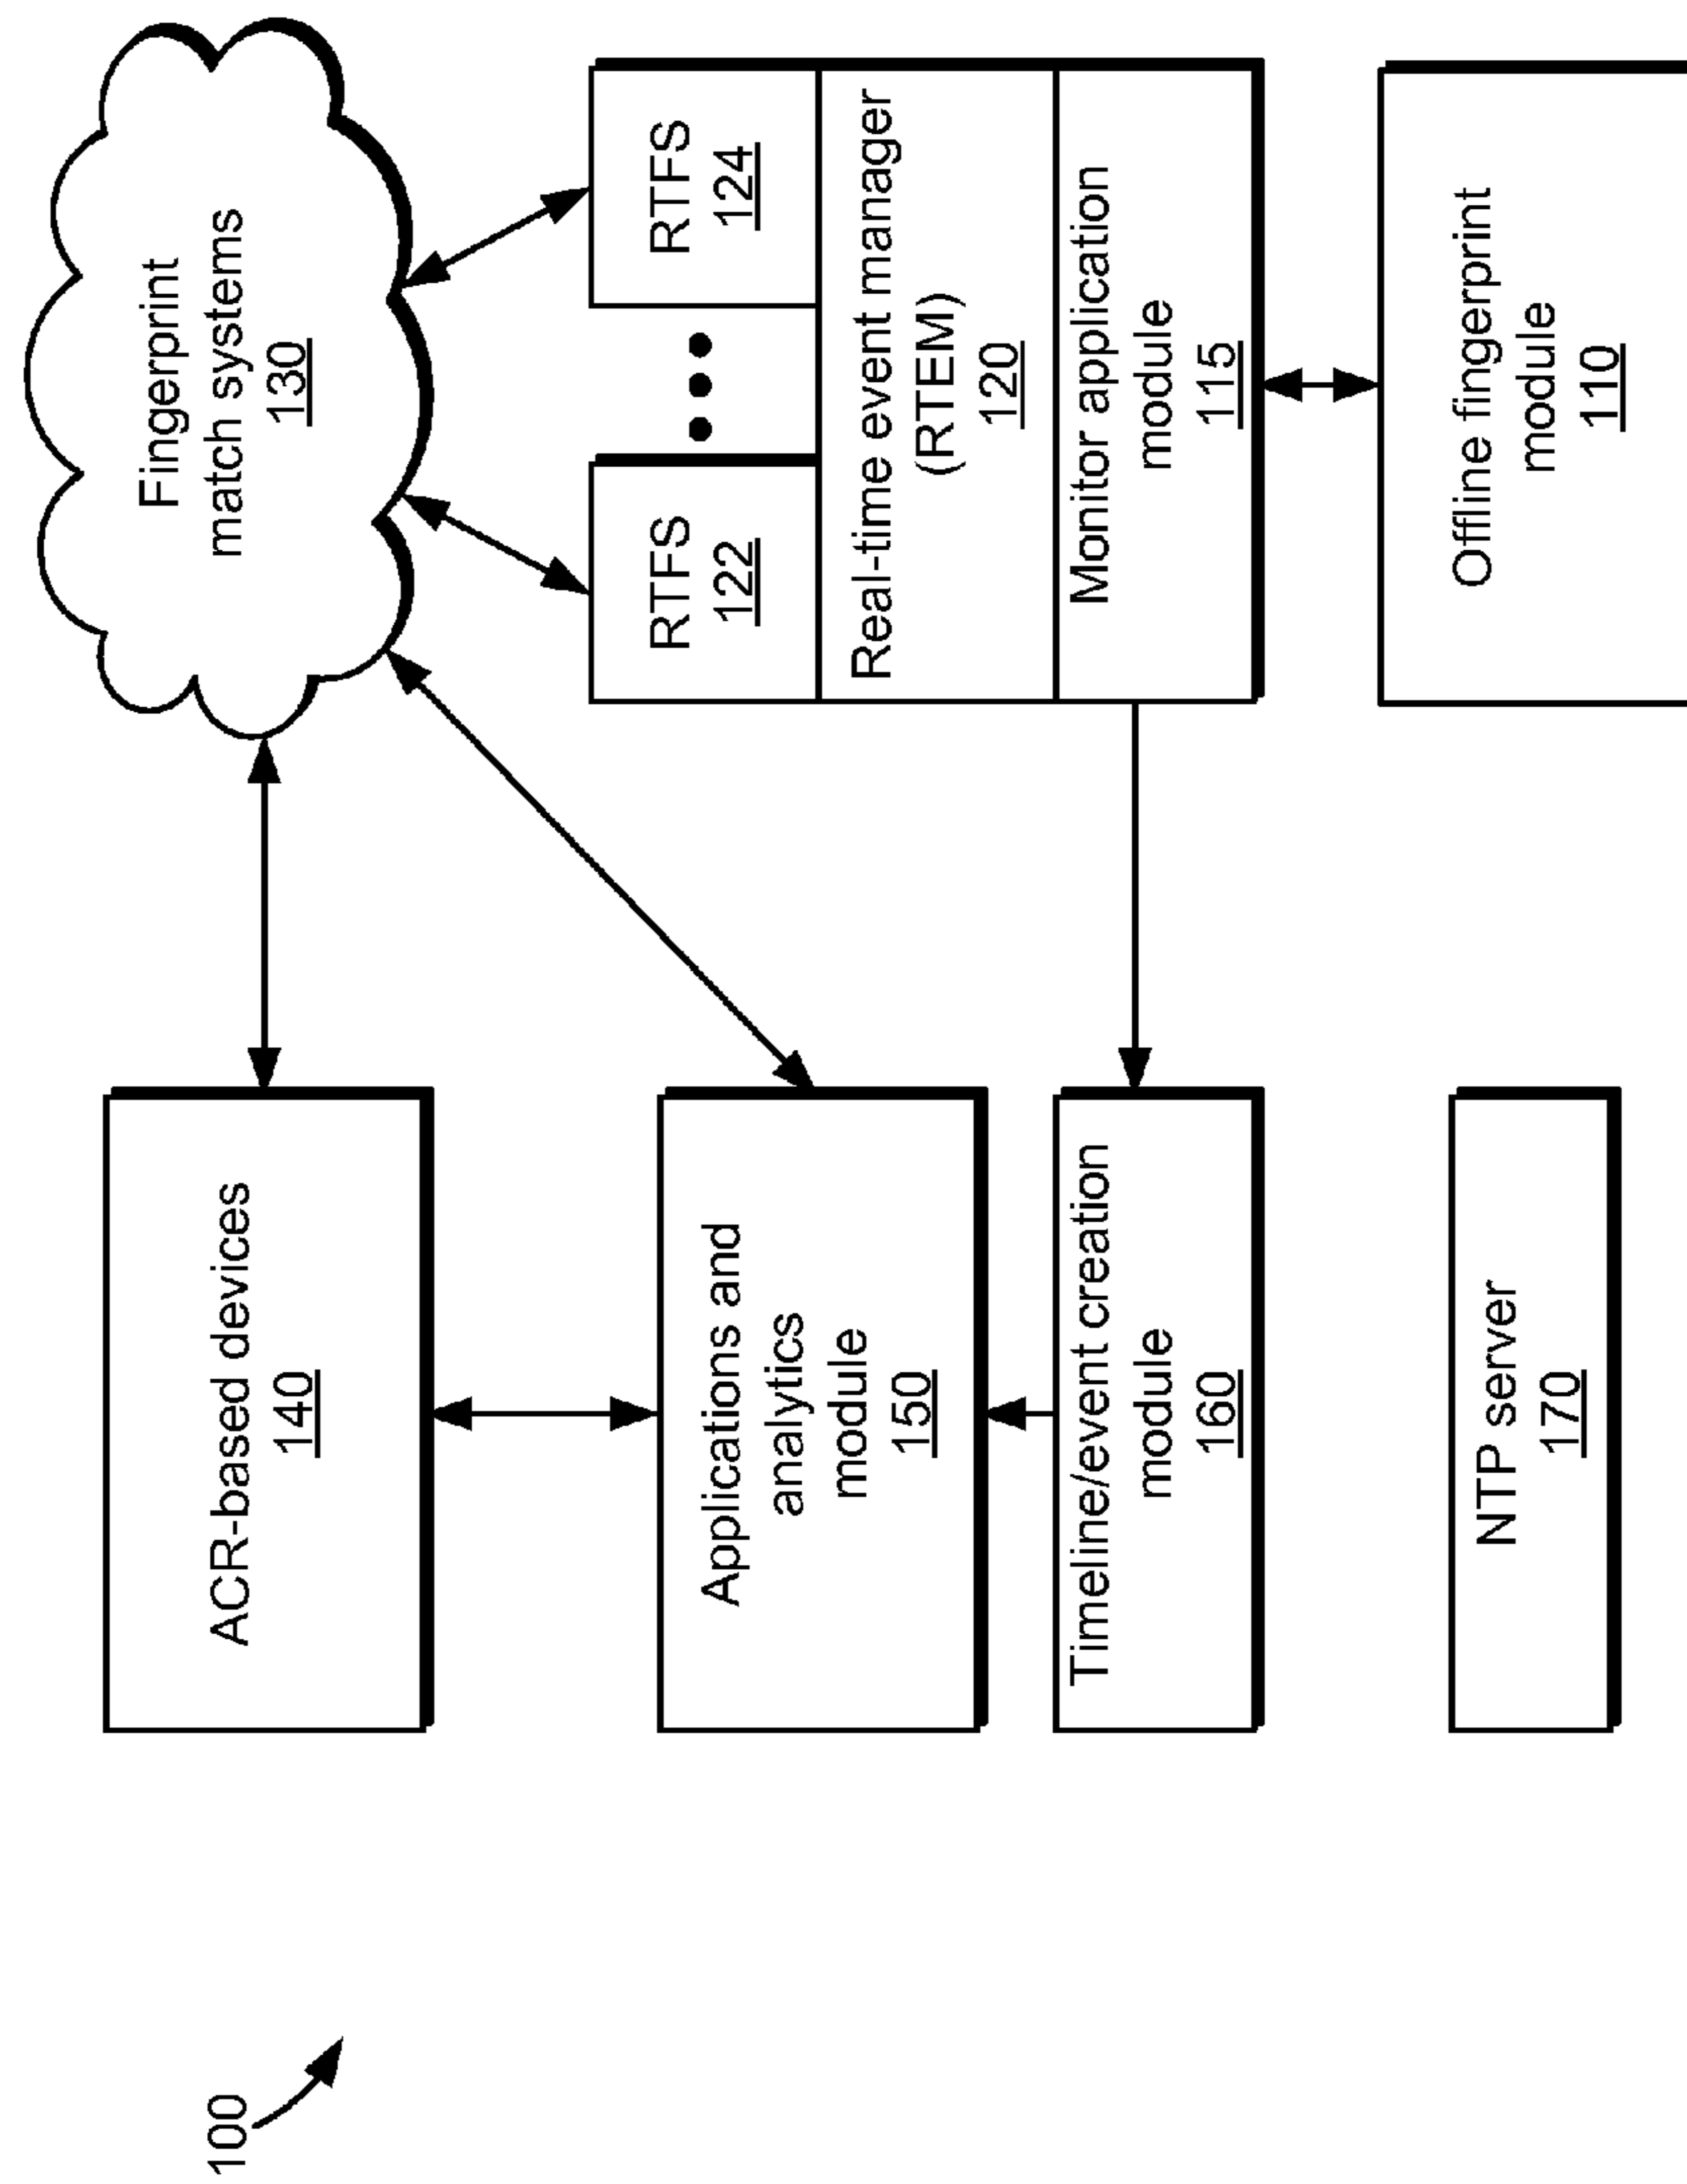 100
ACR-based devices
140
Fingerprint
match systems
130
Applications and
analytics
module
150
RTFS
122
RTFS
124
Real-time event manager
(RTEM)
120
Timeline/event creation
module
160
Monitor application
module
115
NTP server
170
Offline fingerprint
module
110